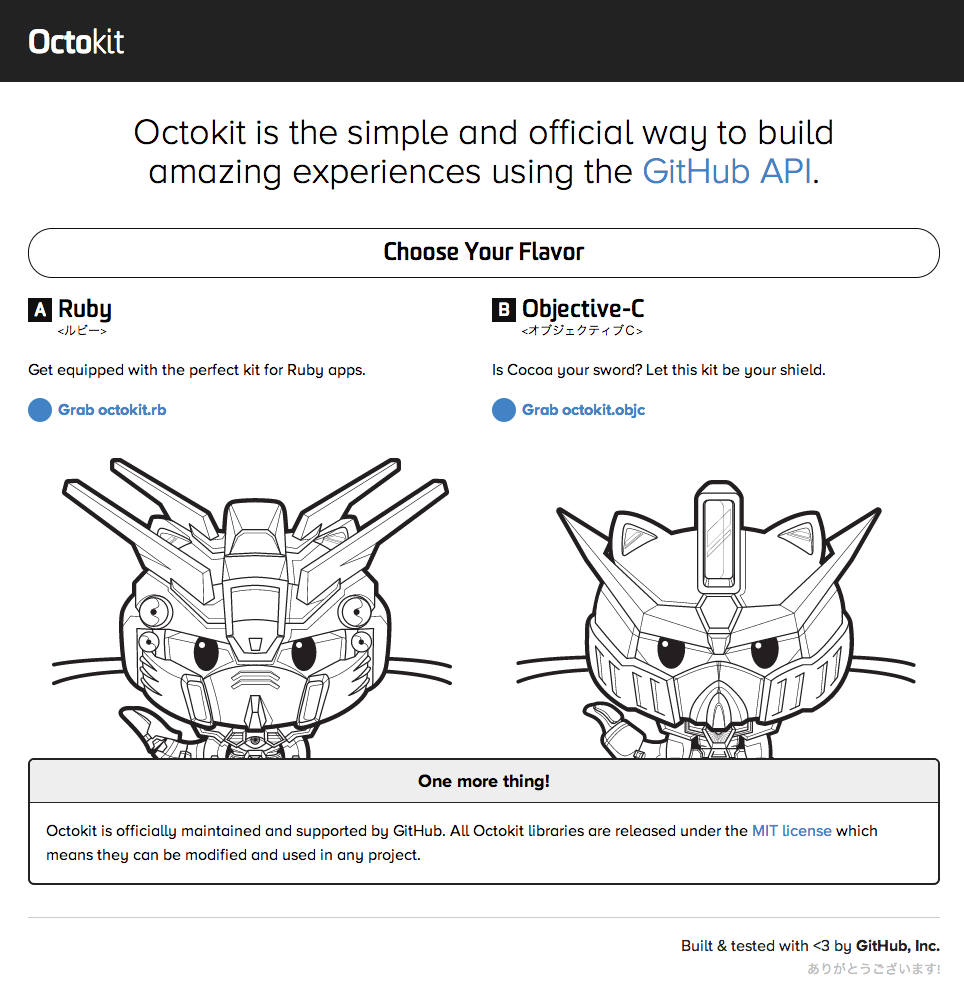 Octokit
Octokit is the simple and official way to build
amazing experiences using the GitHub API.
Choose Your Flavor
A Ruby
<ルビー>
Get equipped with the perfect kit for Ruby apps.
Grab octokit.rb
B Objective-C
<オブジェクティブC>
Is Cocoa your sword? Let this kit be your shield.
Grab octokit.objc
One more thing!
Octokit is officially maintained and supported by GitHub. All Octokit libraries are released under the MIT license which
means they can be modified and used in any project.
Built & tested with <3 by GitHub, Inc.
ありがとうございます!